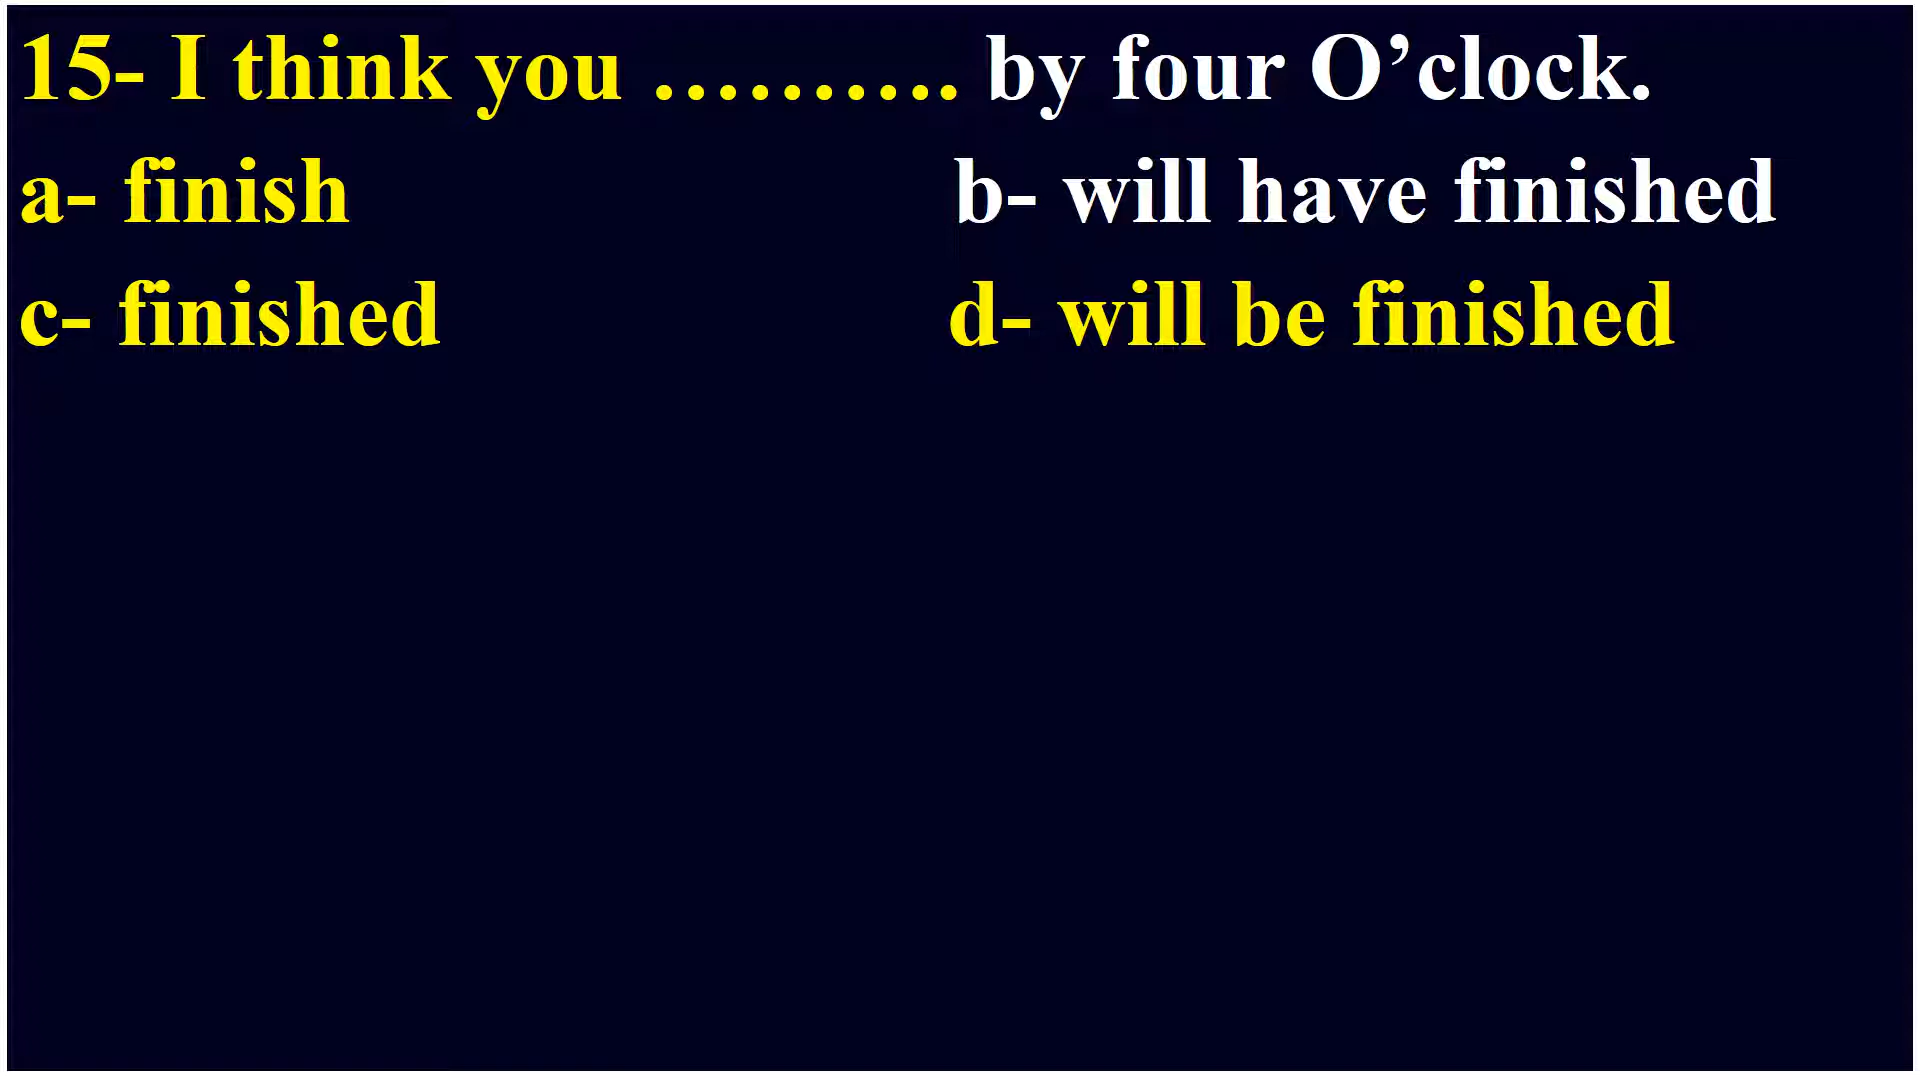 15- I think you ………. by four O’clock.
a- finish b- will have finished
c- finished d- will be finished